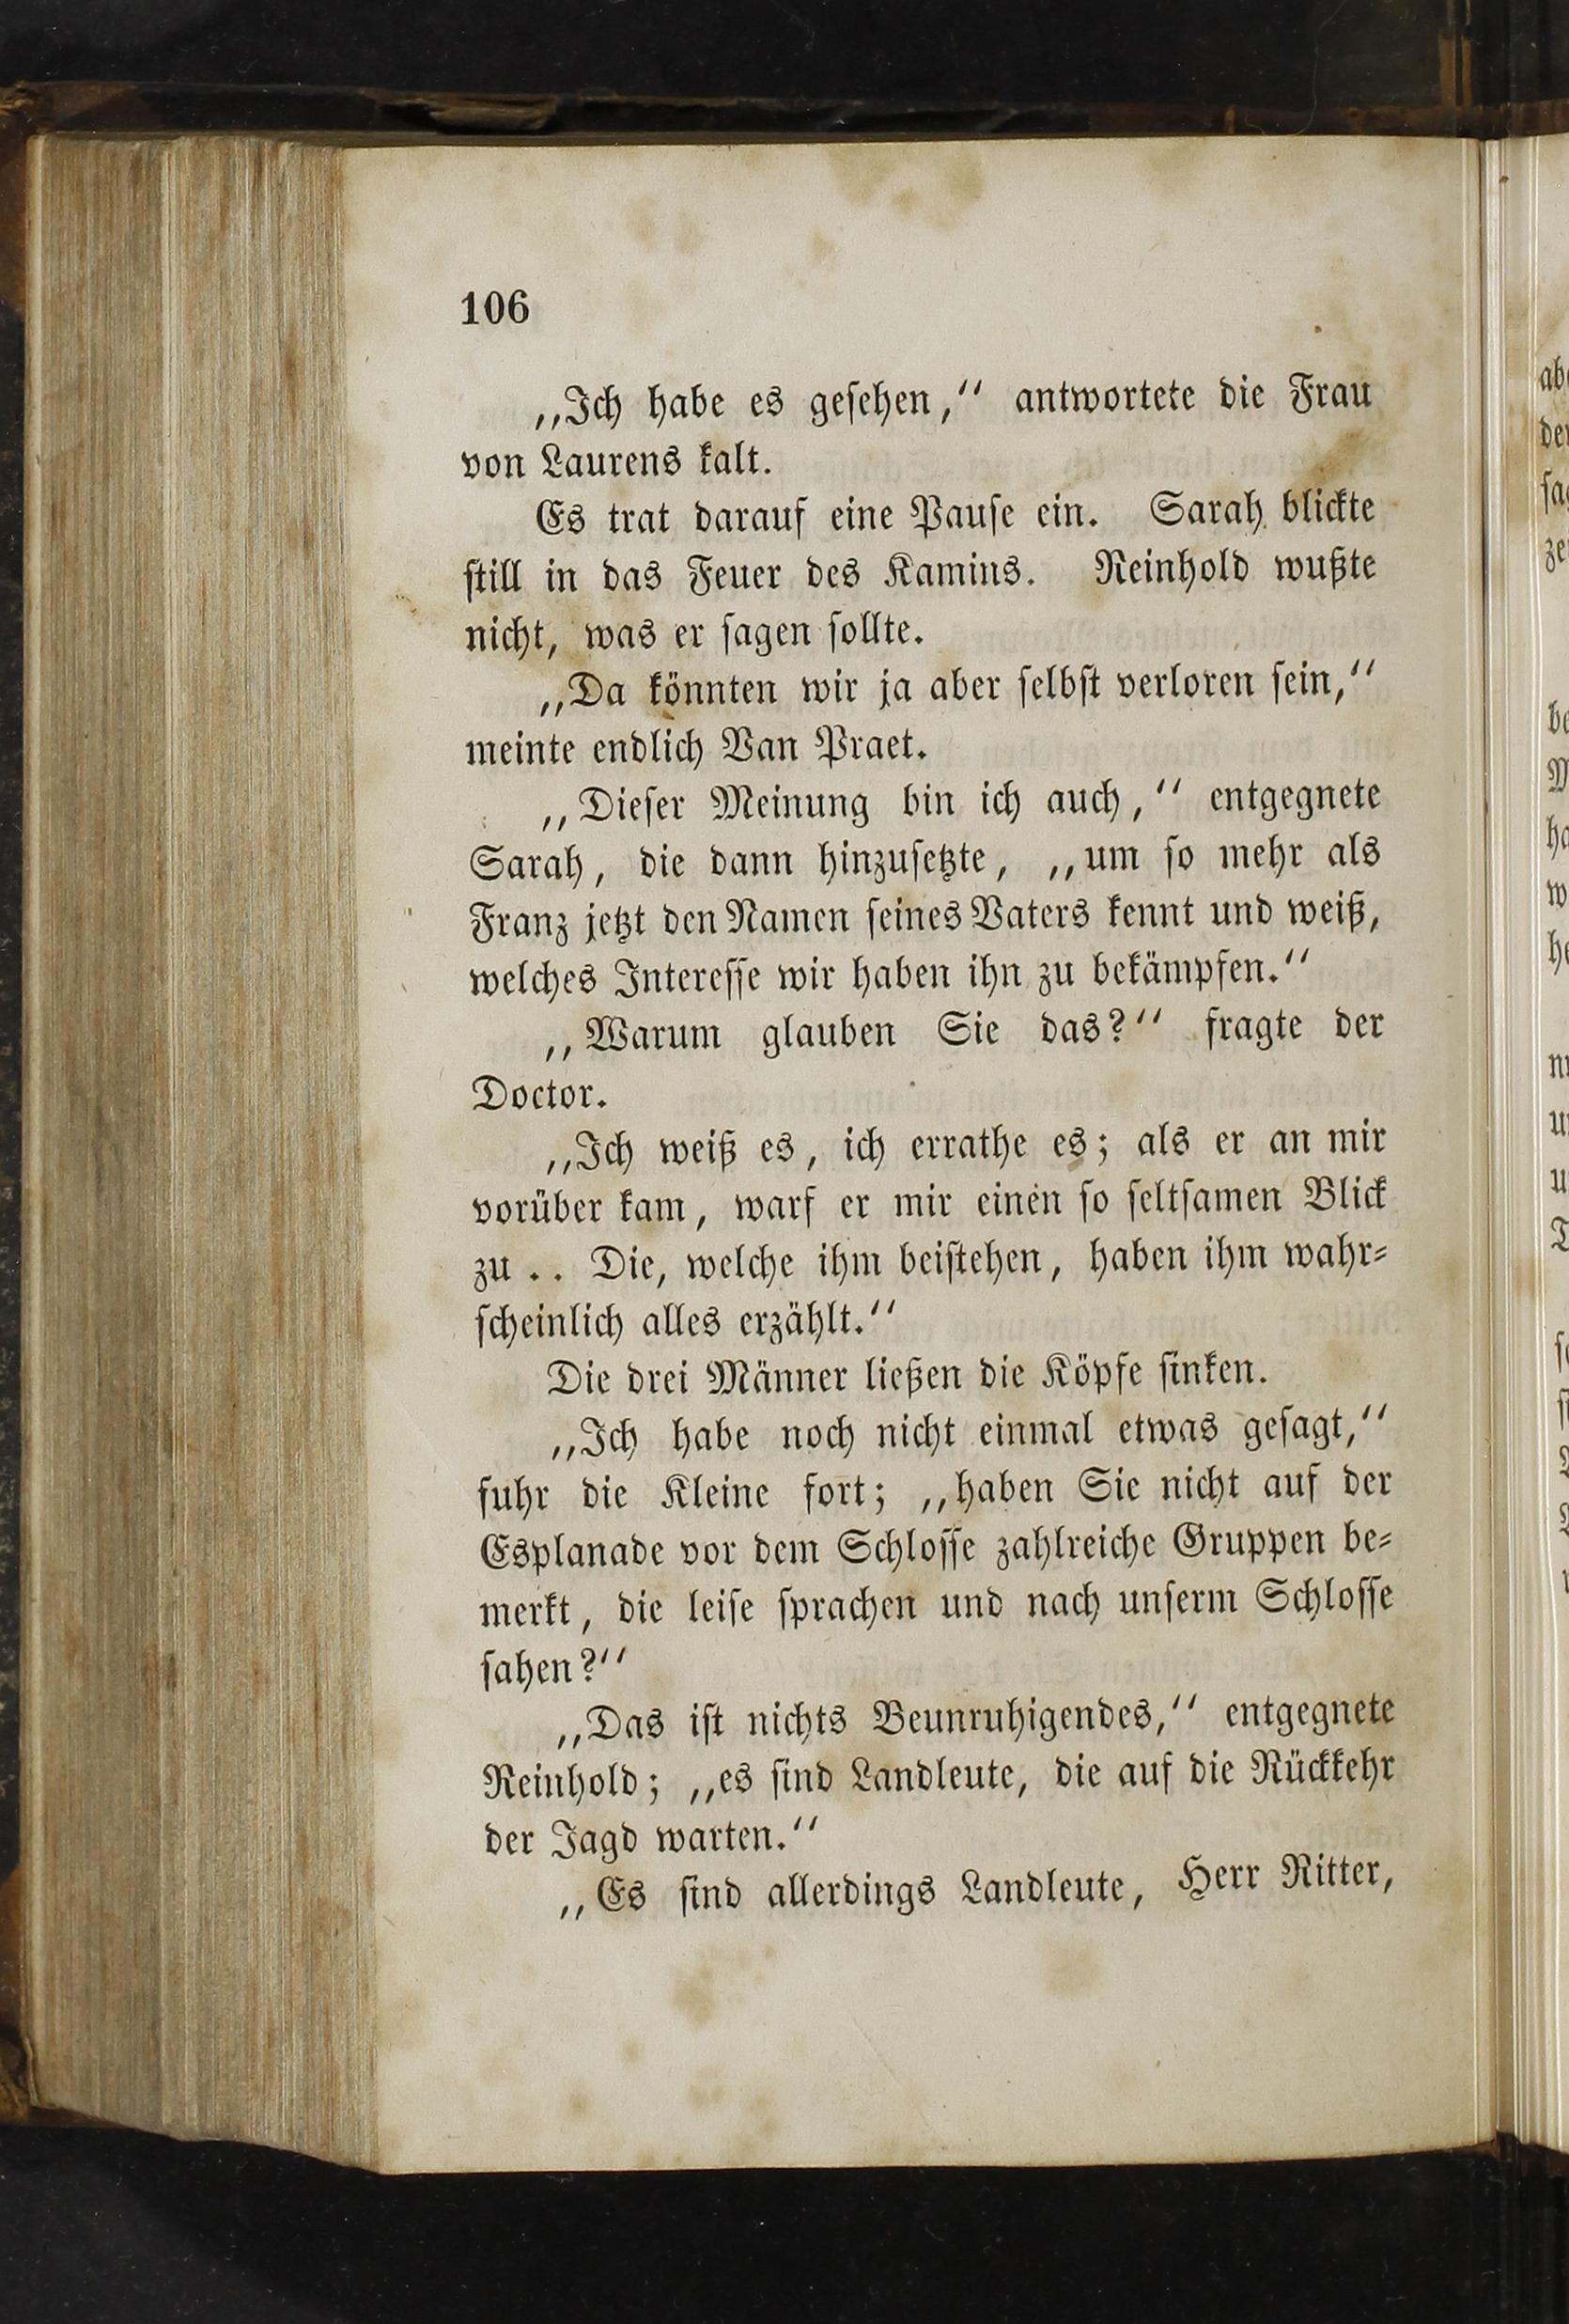 106
„Ich habe es geſehen,“ antwortete die Frau
von Laurens kalt.
Es trat darauf eine Pauſe ein. Sarah blickte
ſtill in das Feuer des Kamins. Reinhold wußte
nicht, was er ſagen ſollte.
„Da könnten wir ja aber ſelbſt verloren ſein,“
meinte endlich Van Praet.
„Dieſer Meinung bin ich auch,“ entgegnete
Sarah, die dann hinzuſetzte, „um ſo mehr als
Franz jetzt den Namen ſeines Vaters kennt und weiß,
welches Intereſſe wir haben ihn zu bekämpfen.“
„Warum glauben Sie das?“ fragte der
Doctor.
„Ich weiß es, ich errathe es; als er an mir
vorüber kam, warf er mir einen ſo ſeltſamen Blick
zu .. Die, welche ihm beiſtehen, haben ihm wahr⸗
ſcheinlich alles erzählt.“
Die drei Männer ließen die Köpfe ſinken.
„Ich habe noch nicht einmal etwas geſagt,“
fuhr die Kleine fort; „haben Sie nicht auf der
Esplanade vor dem Schloſſe zahlreiche Gruppen be⸗
merkt, die leiſe ſprachen und nach unſerm Schloſſe
ſahen?“
„Das iſt nichts Beunruhigendes,“ entgegnete
Reinhold; „es ſind Landleute, die auf die Rückkehr
der Jagd warten.“
„Es ſind allerdings Landleute, Herr Ritter,